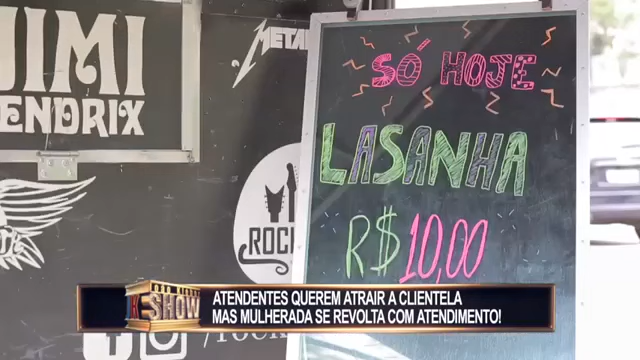 JIMI
ENDRIX
METAL
ROCK
SÓ HOJE
LASANHA
R$ 10,00
SHOW
ATENDENTES QUEREM ATRAIR A CLIENTELA
MAS MULHERADA SE REVOLTA COM ATENDIMENTO!